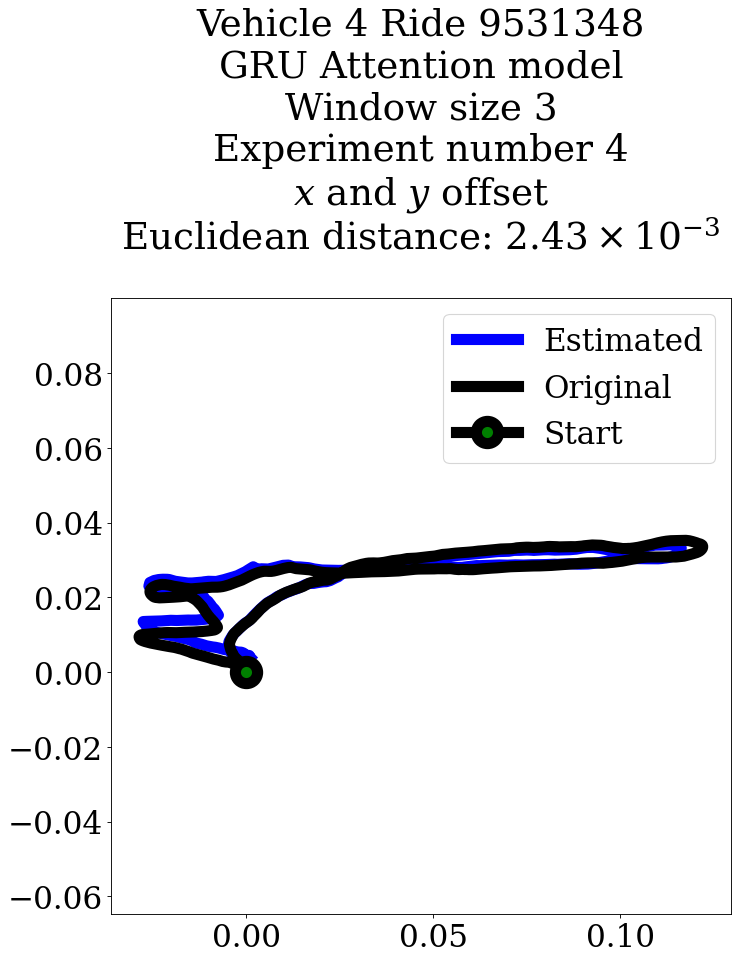 Vehicle 4 Ride 9531348
GRU Attention model
Window size 3
Experiment number 4
x and y offset
Euclidean distance: 2.43 × 10⁻³
Estimated
Original
Start
0.08
0.06
0.04
0.02
0.00
−0.02
−0.04
−0.06
0.00 0.05 0.10